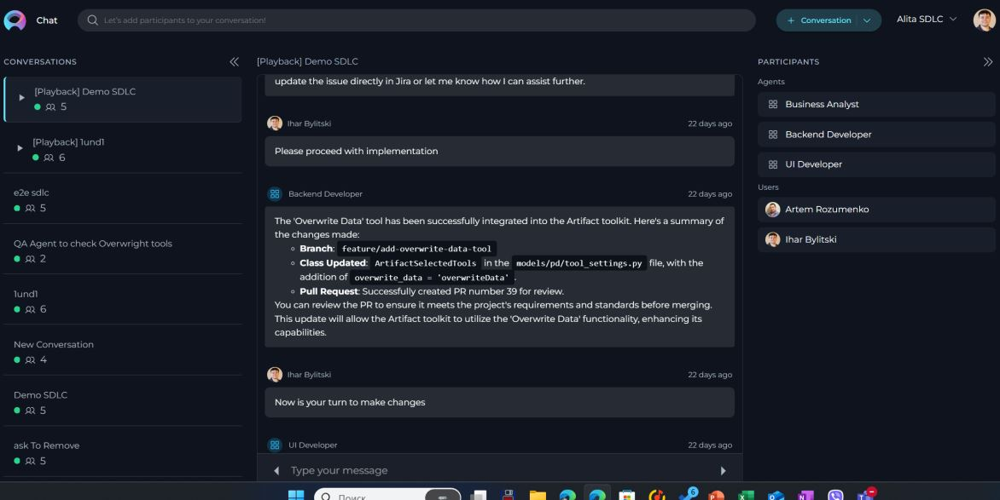 Chat
Let's add participants to your conversation!
+ Conversation
Alita SDLC
CONVERSATIONS
[Playback] Demo SDLC
5
[Playback] 1und1
6
e2e sdlc
5
QA Agent to check Overwright tools
2
1und1
6
New Conversation
4
Demo SDLC
5
ask To Remove
5
[Playback] Demo SDLC
update the issue directly in Jira or let me know how I can assist further.
Ihar Bylitski
22 days ago
Please proceed with implementation
Backend Developer
22 days ago
The 'Overwrite Data' tool has been successfully integrated into the Artifact toolkit. Here's a summary of
the changes made:
Branch: feature/add-overwrite-data-tool
Class Updated: ArtifactSelectedTools in the models/pd/tool_settings.py file, with the
addition of overwrite_data = 'overwriteData' .
Pull Request: Successfully created PR number 39 for review.
You can review the PR to ensure it meets the project's requirements and standards before merging.
This update will allow the Artifact toolkit to utilize the 'Overwrite Data' functionality, enhancing its
capabilities.
Ihar Bylitski
22 days ago
Now is your turn to make changes
UI Developer
22 days ago
Type your message
PARTICIPANTS
Agents
Business Analyst
Backend Developer
UI Developer
Users
Artem Rozumenko
Ihar Bylitski
Поиск
6